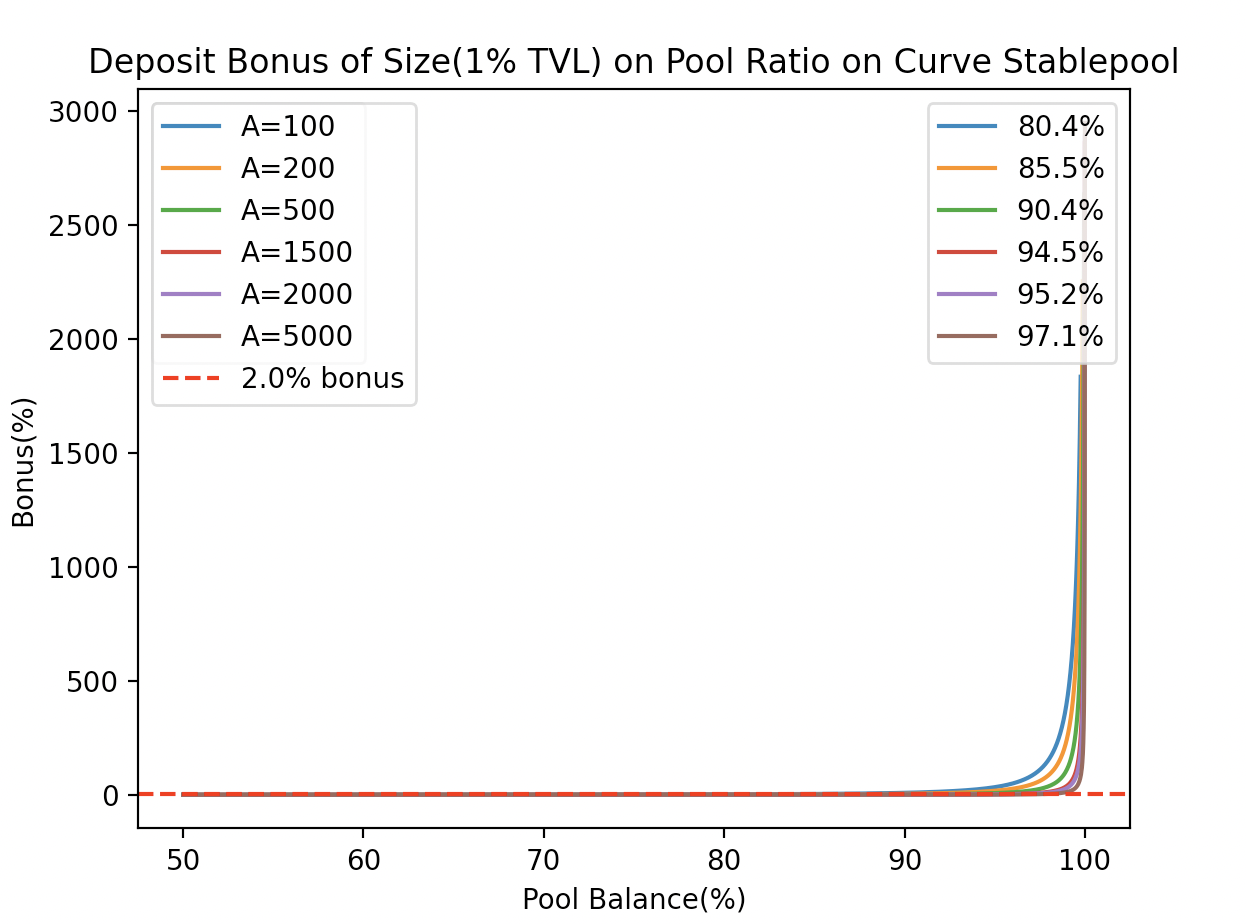 Deposit Bonus of Size(1% TVL) on Pool Ratio on Curve Stablepool
A=100
A=200
A=500
A=1500
A=2000
A=5000
2.0% bonus
80.4%
85.5%
90.4%
94.5%
95.2%
97.1%
3000
2500
2000
1500
1000
500
0
Bonus(%)
50
60
70
80
90
100
Pool Balance(%)